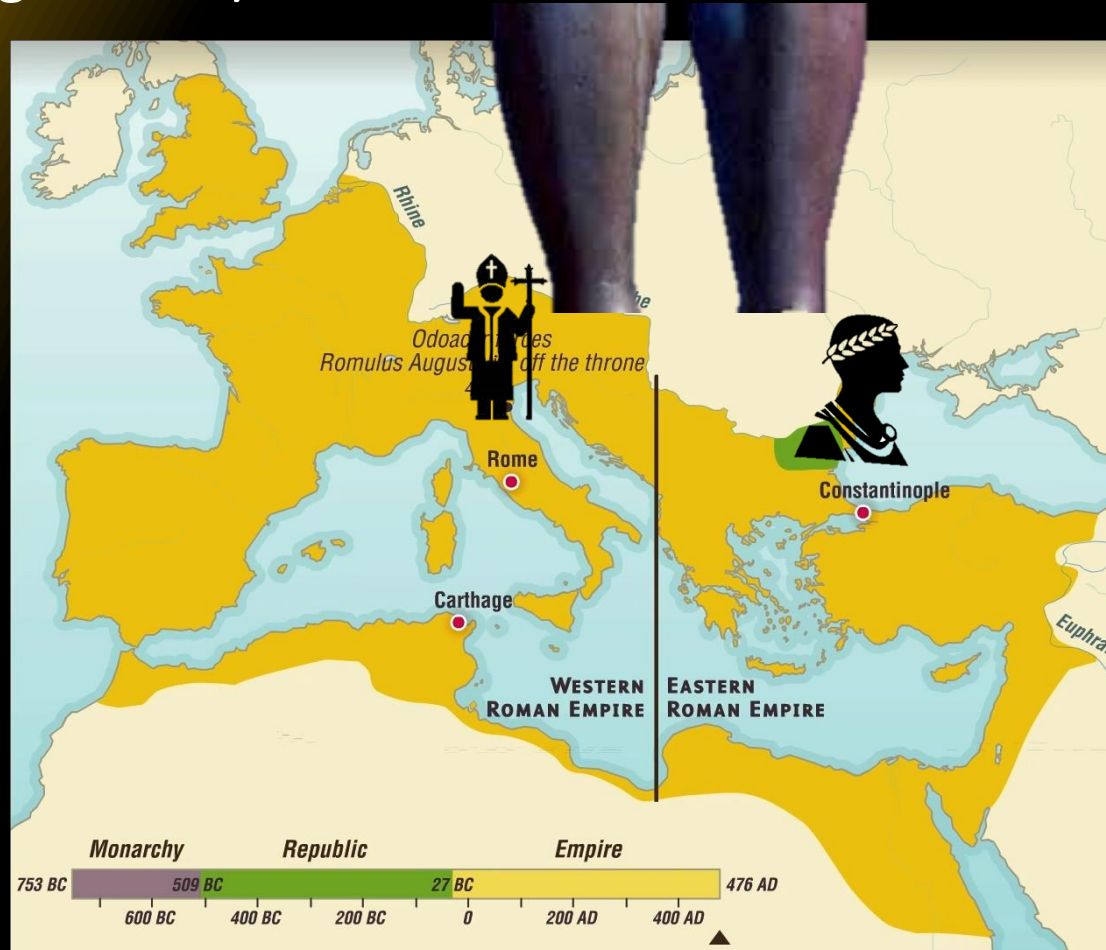 Rhine
Odoac
Romulus August off the throne
Rome
Constantinople
Carthage
Euphra
WESTERN
ROMAN EMPIRE
EASTERN
ROMAN EMPIRE
Monarchy Republic Empire
753 BC 509 BC 27 BC 476 AD
600 BC 400 BC 200 BC 0 200 AD 400 AD